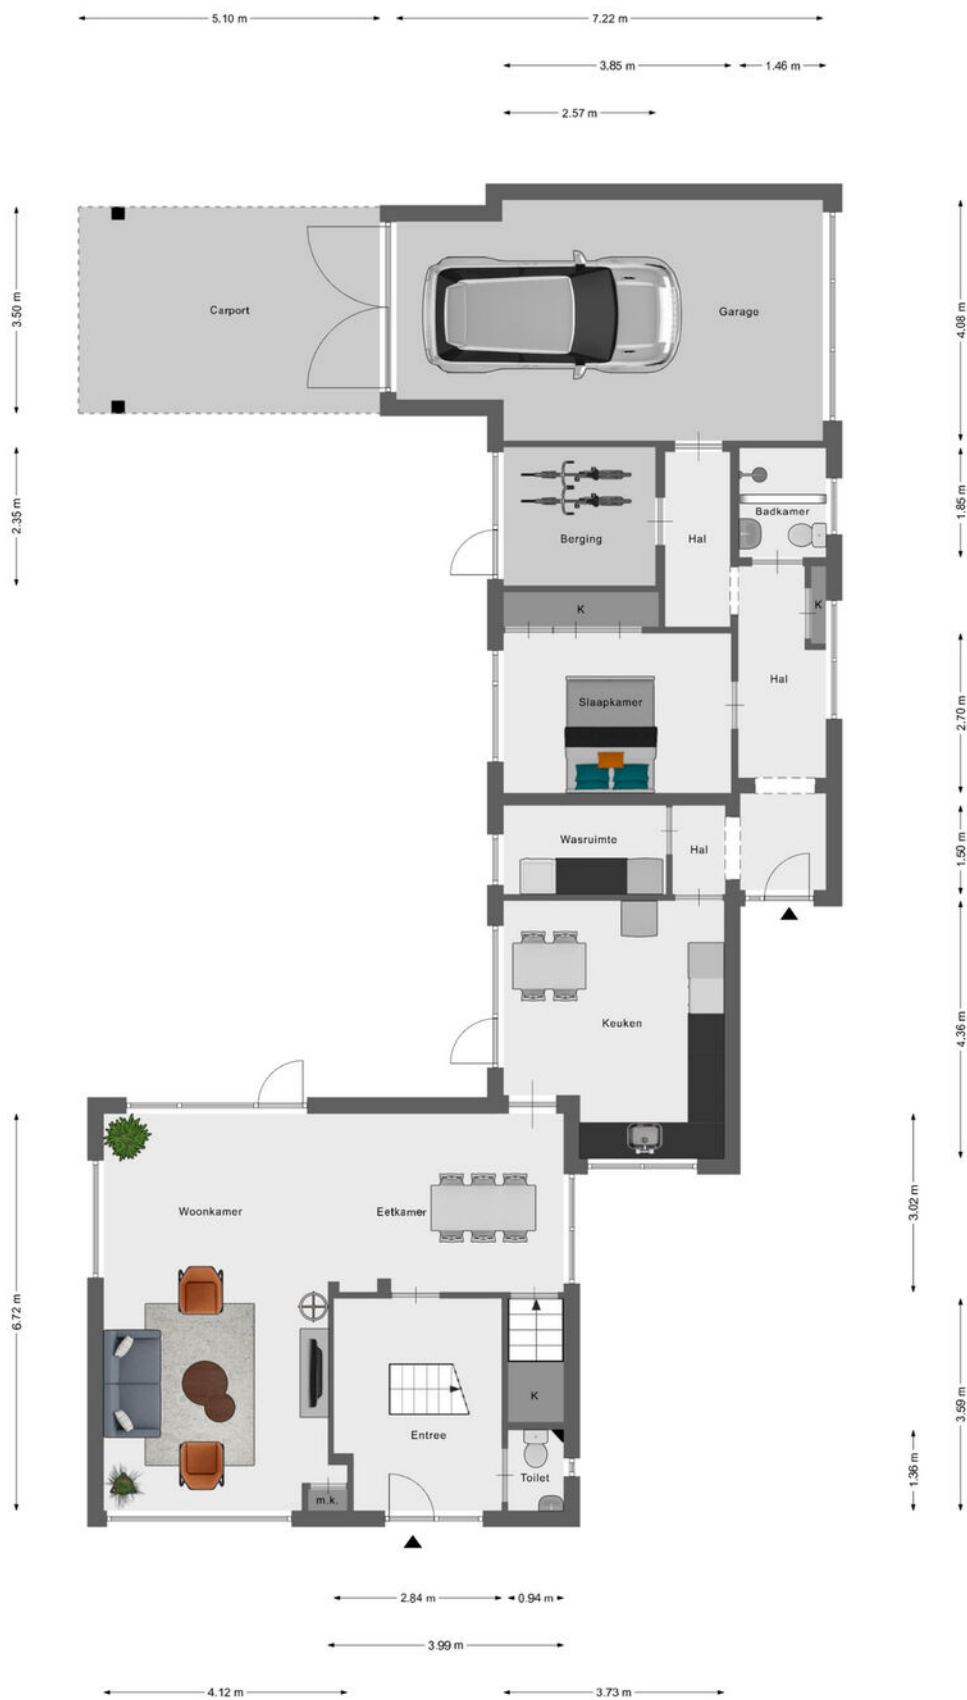 5.10 m
7.22 m
3.85 m
1.46 m
2.57 m
3.50 m
Carport
Garage
4.08 m
2.35 m
1.85 m
Badkamer
Berging
Hal
K
K
Hal
Slaapkamer
2.70 m
Wasruimte
Hal
1.50 m
Keuken
4.36 m
Woonkamer
Eetkamer
3.02 m
6.72 m
K
3.59 m
Entree
Toilet
1.36 m
m.k.
2.84 m
0.94 m
3.99 m
4.12 m
3.73 m